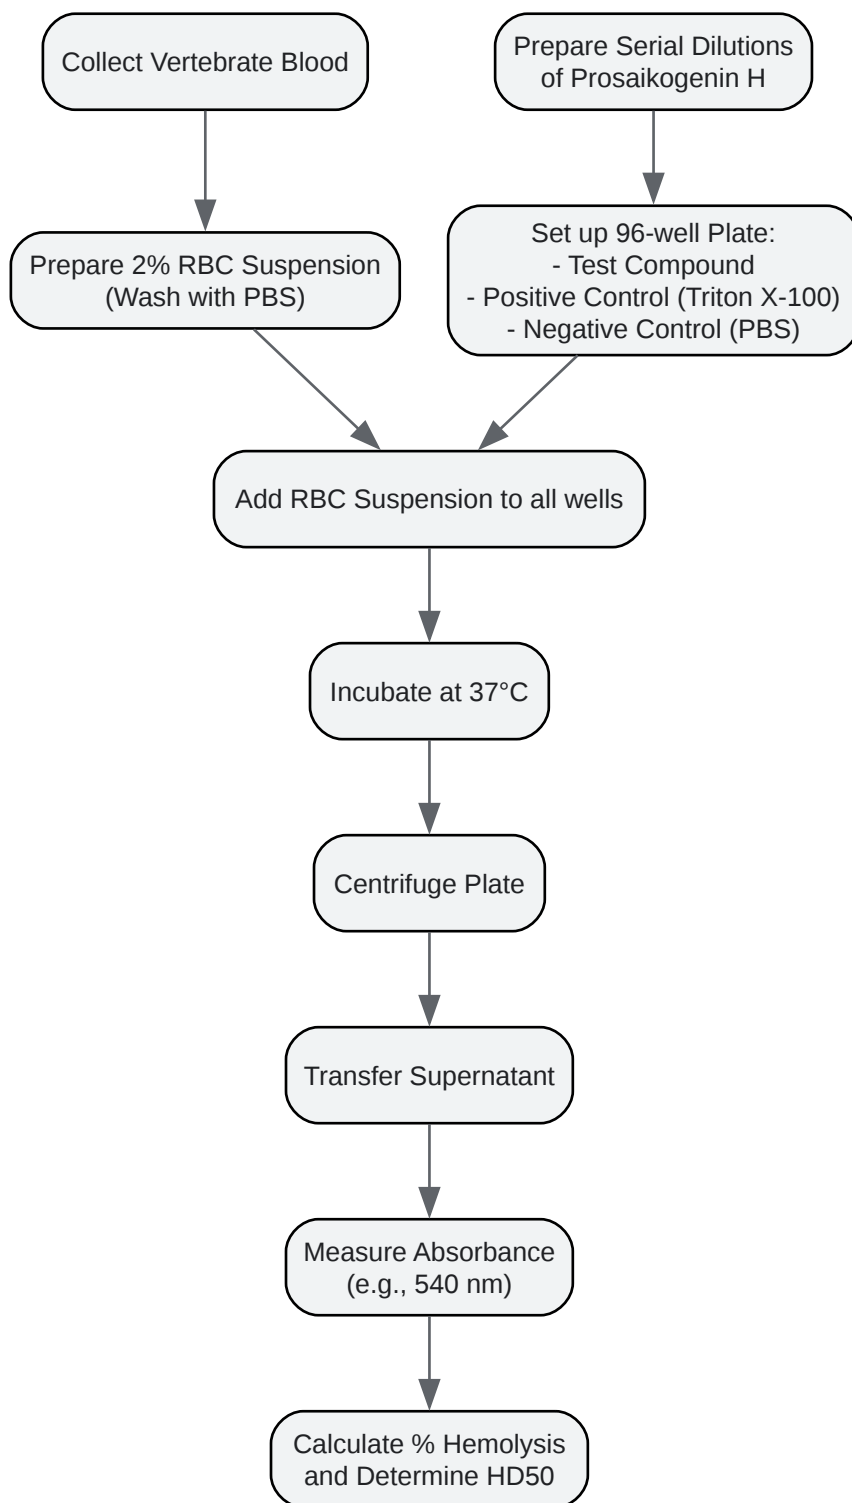 Collect Vertebrate Blood
Prepare Serial Dilutions
of Prosaikogenin H
Prepare 2% RBC Suspension
(Wash with PBS)
Set up 96-well Plate:
- Test Compound
- Positive Control (Triton X-100)
- Negative Control (PBS)
Add RBC Suspension to all wells
Incubate at 37°C
Centrifuge Plate
Transfer Supernatant
Measure Absorbance
(e.g., 540 nm)
Calculate % Hemolysis
and Determine HD50